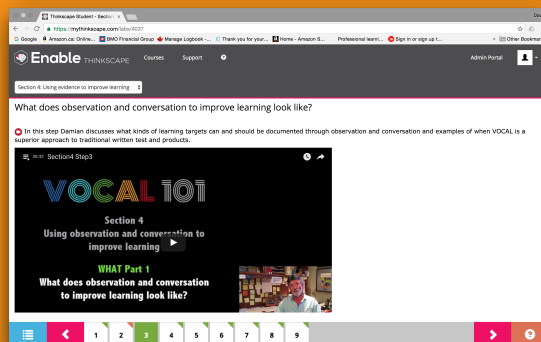 Thinkscape Student - Section
https://mythinkscape.com/labs/4097
Google
Amazon.ca: Online...
BMO Financial Group
Manage Logbook -...
Thank you for your...
Home - Amazon S...
Professional learni...
Sign in or sign up t...
Other Bookmar
Enable THINKSCAPE
Courses
Support
Admin Portal
Section 4: Using evidence to improve learning
What does observation and conversation to improve learning look like?
In this step Damian discusses what kinds of learning targets can and should be documented through observation and conversation and examples of when VOCAL is a
superior approach to traditional written test and products.
Section4 Step3
VOCAL 101
Section 4
Using observation and conversation to
improve learning
WHAT Part 1
What does observation and conversation
to improve learning look like?
1 2 3 4 5 6 7 8 9